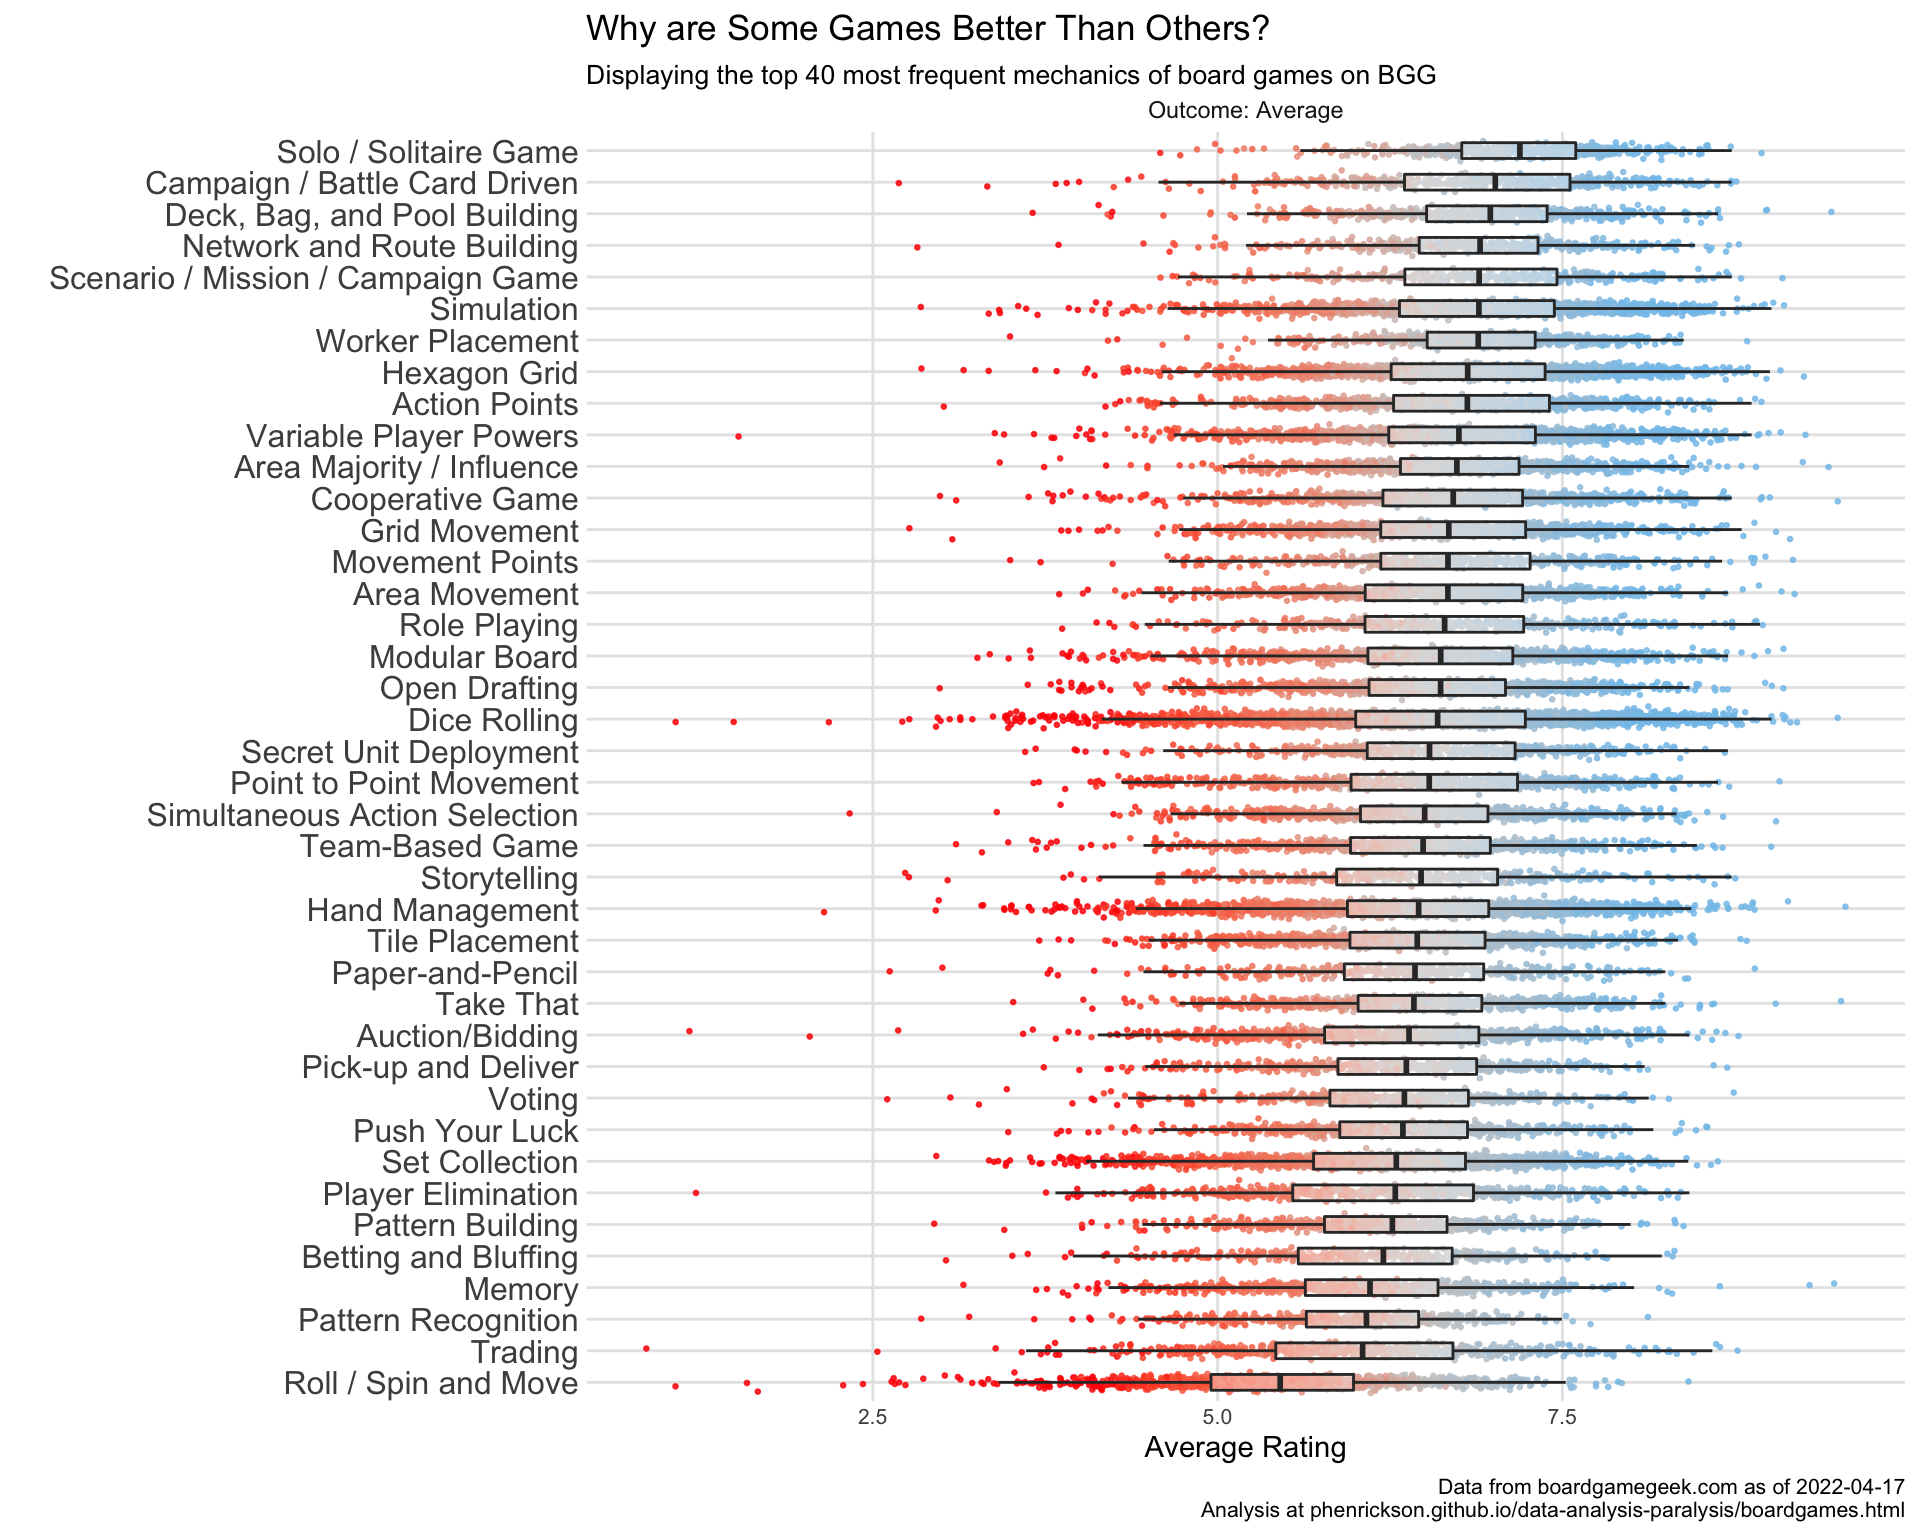 Why are Some Games Better Than Others?
Displaying the top 40 most frequent mechanics of board games on BGG
Outcome: Average
Solo / Solitaire Game
Campaign / Battle Card Driven
Deck, Bag, and Pool Building
Network and Route Building
Scenario / Mission / Campaign Game
Simulation
Worker Placement
Hexagon Grid
Action Points
Variable Player Powers
Area Majority / Influence
Cooperative Game
Grid Movement
Movement Points
Area Movement
Role Playing
Modular Board
Open Drafting
Dice Rolling
Secret Unit Deployment
Point to Point Movement
Simultaneous Action Selection
Team-Based Game
Storytelling
Hand Management
Tile Placement
Paper-and-Pencil
Take That
Auction/Bidding
Pick-up and Deliver
Voting
Push Your Luck
Set Collection
Player Elimination
Pattern Building
Betting and Bluffing
Memory
Pattern Recognition
Trading
Roll / Spin and Move
2.5 5.0 7.5
Average Rating
Data from boardgamegeek.com as of 2022-04-17
Analysis at phenrickson.github.io/data-analysis-paralysis/boardgames.html